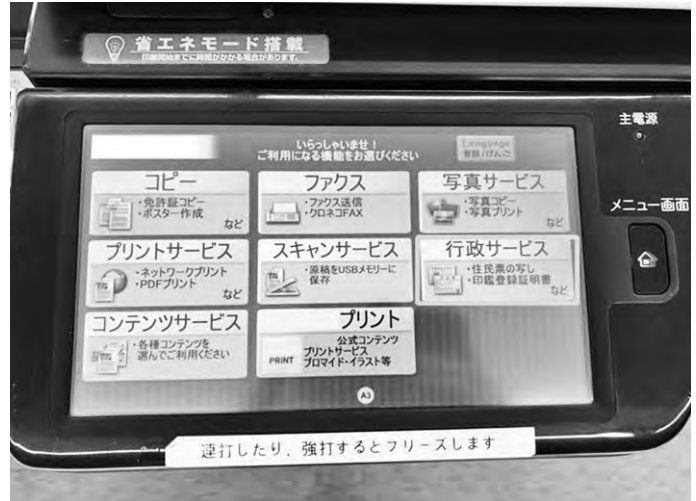 省エネモード搭載
印刷開始までに時間がかかる場合があります。
主電源
いらっしゃいませ！
ご利用になる機能をお選びください
Language
言語/げんご
コピー
・免許証コピー
・ポスター作成
など
ファクス
・ファクス送信
・クロネコFAX
写真サービス
・写真コピー
・写真プリント
など
メニュー画面
プリントサービス
・ネットワークプリント
・PDFプリント
など
スキャンサービス
・原稿をUSBメモリーに
保存
行政サービス
・住民票の写し
・印鑑登録証明書
など
コンテンツサービス
・各種コンテンツを
選んでご利用ください
プリント
公式コンテンツ
プリントサービス
ブロマイド・イラスト等
PRINT
A3
連打したり、強打するとフリーズします